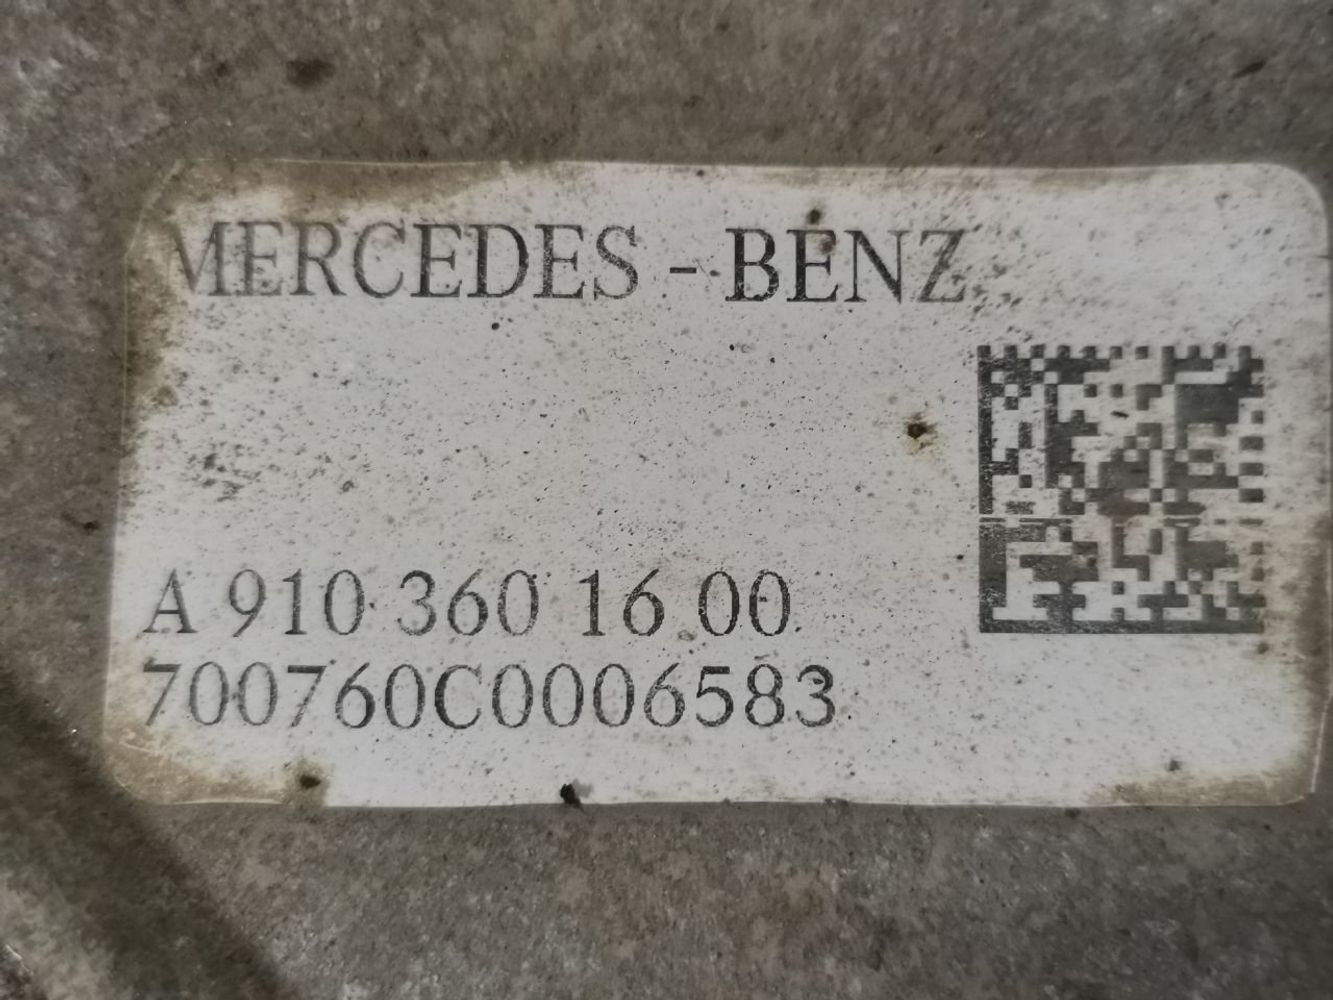 MERCEDES - BENZ
A 910 360 16 00
700760C0006583